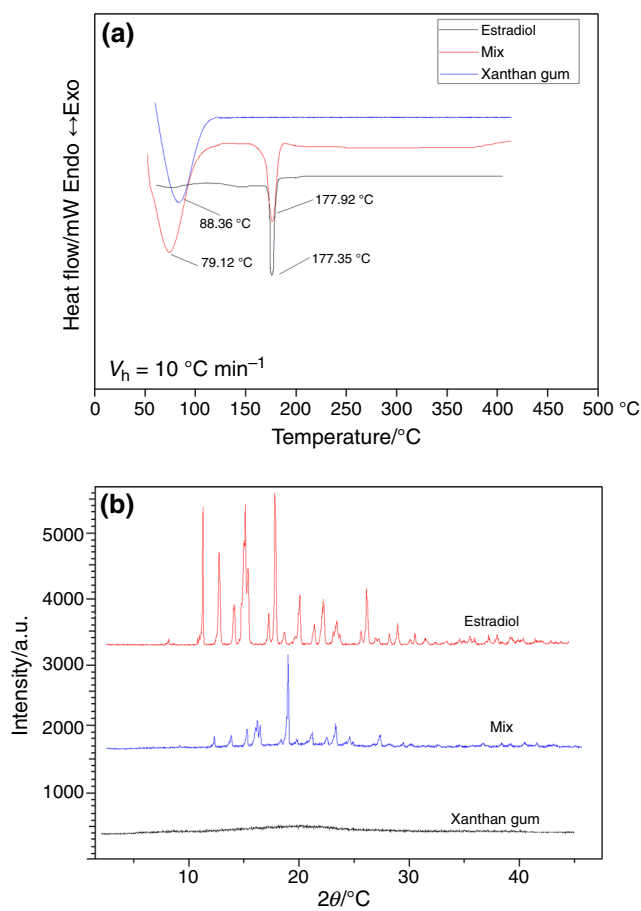 (a)
Estradiol
Mix
Xanthan gum
Heat flow/mW Endo ↔Exo
88.36 °C
177.92 °C
79.12 °C
177.35 °C
Vh = 10 °C min–1
0 50 100 150 200 250 300 350 400 450 500 °C
Temperature/°C
(b)
5000
4000
3000
2000
1000
Intensity/a.u.
Estradiol
Mix
Xanthan gum
10 20 30 40
2θ/°C